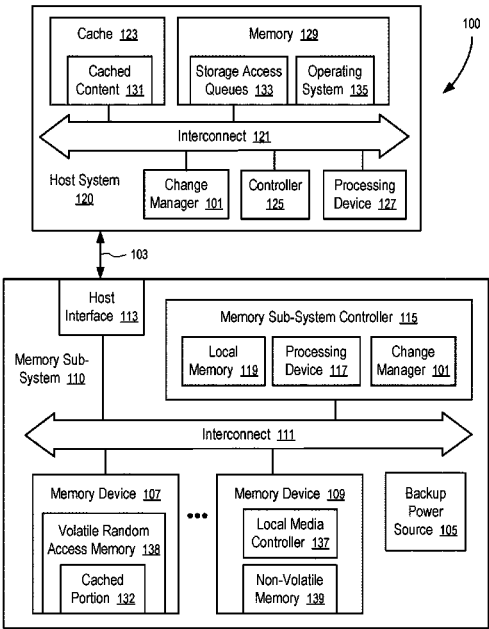 100
Cache 123
Cached
Content 131
Memory 129
Storage Access
Queues 133
Operating
System 135
Interconnect 121
Host System
120
Change
Manager 101
Controller
125
Processing
Device 127
103
Host
Interface 113
Memory Sub-
System 110
Memory Sub-System Controller 115
Local
Memory 119
Processing
Device 117
Change
Manager 101
Interconnect 111
Memory Device 107
Volatile Random
Access Memory 138
Cached
Portion 132
Memory Device 109
Local Media
Controller 137
Non-Volatile
Memory 139
Backup
Power
Source 105